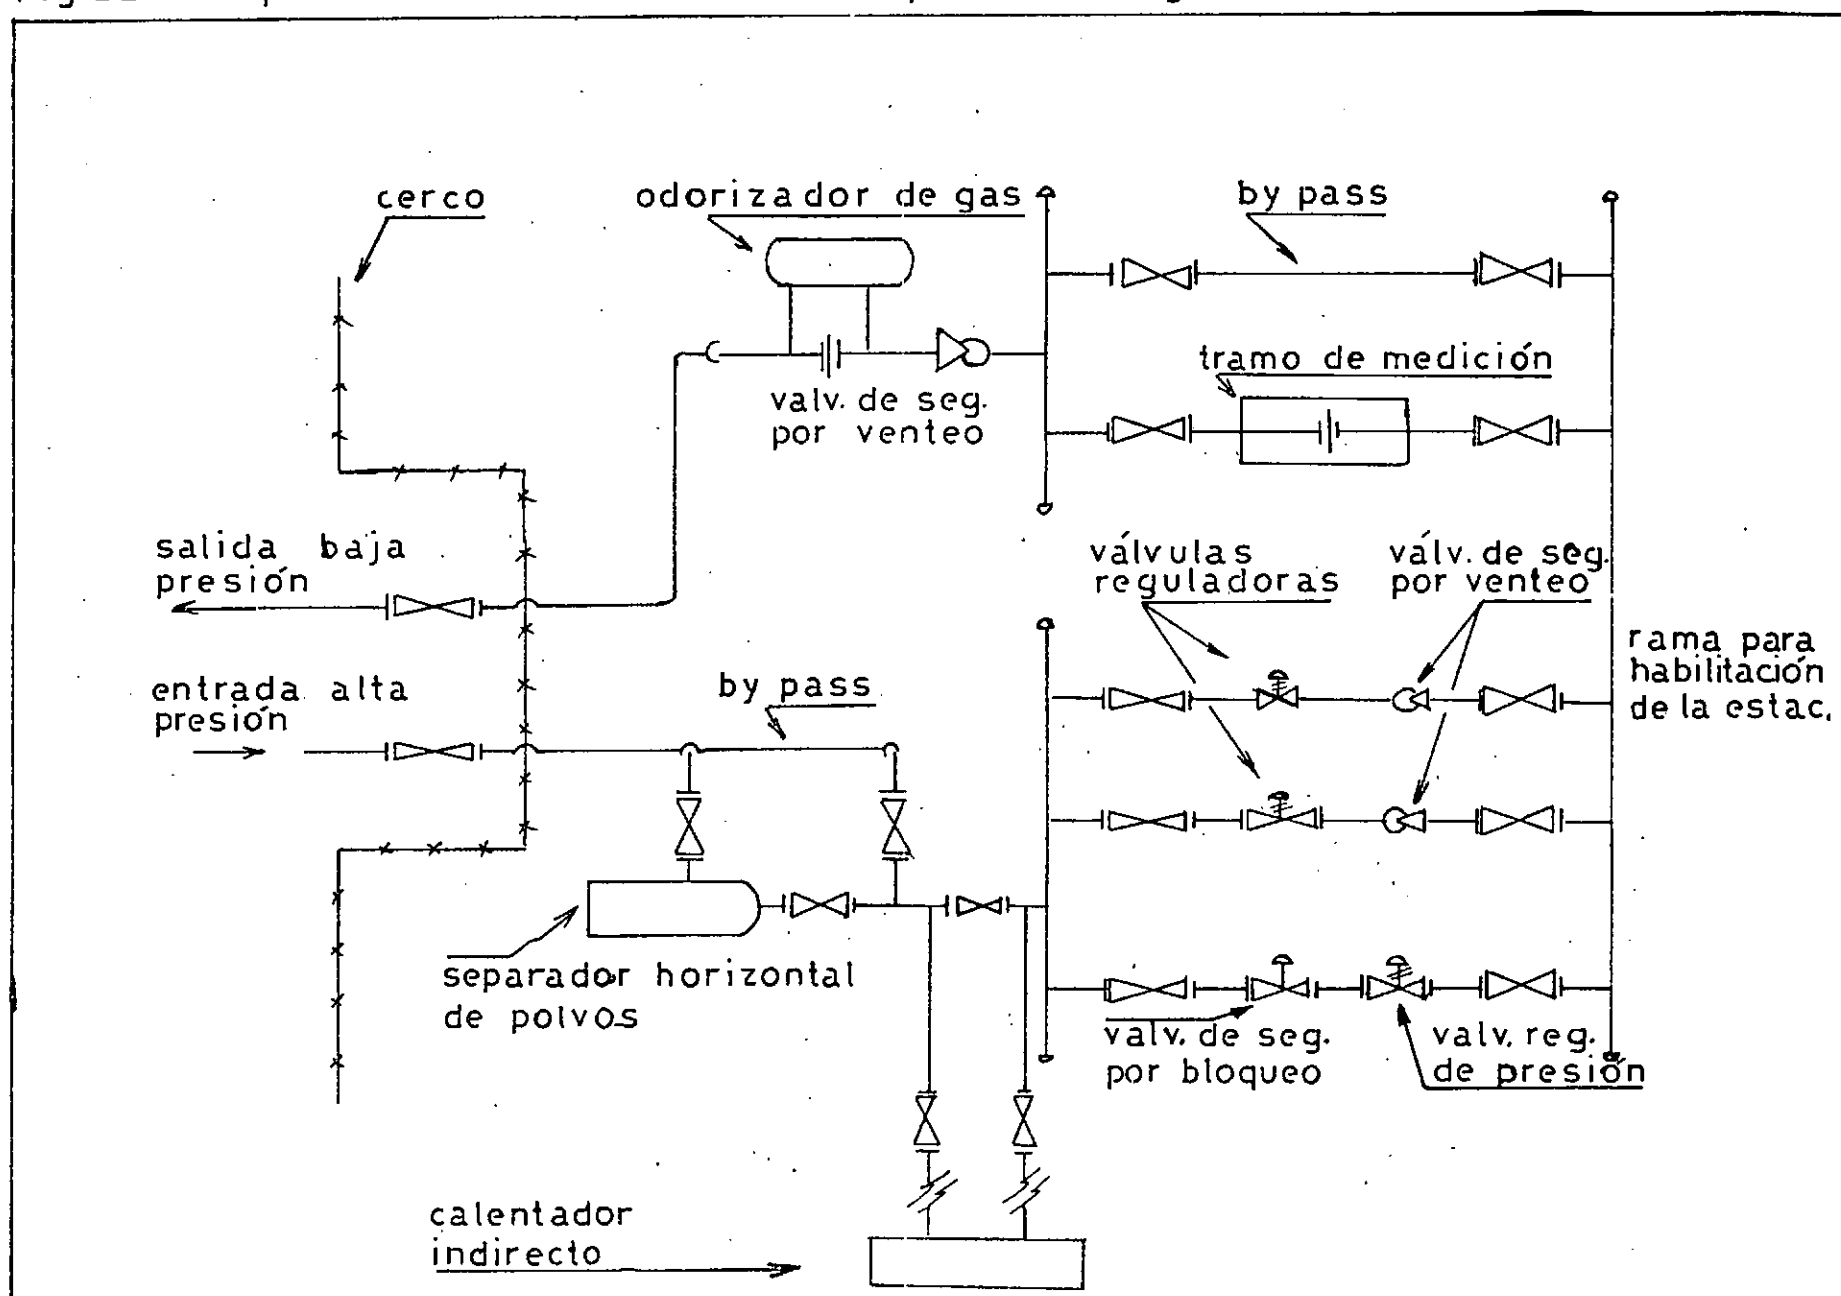 cerco
odorizador de gas
by pass
tramo de medición
valv. de seg.
por venteo
salida baja
presión
válvulas
reguladoras
válv. de seg.
por venteo
rama para
habilitación
de la estac.
entrada alta
presión
by pass
separador horizontal
de polvos
valv. de seg.
por bloqueo
valv. reg.
de presión
calentador
indirecto